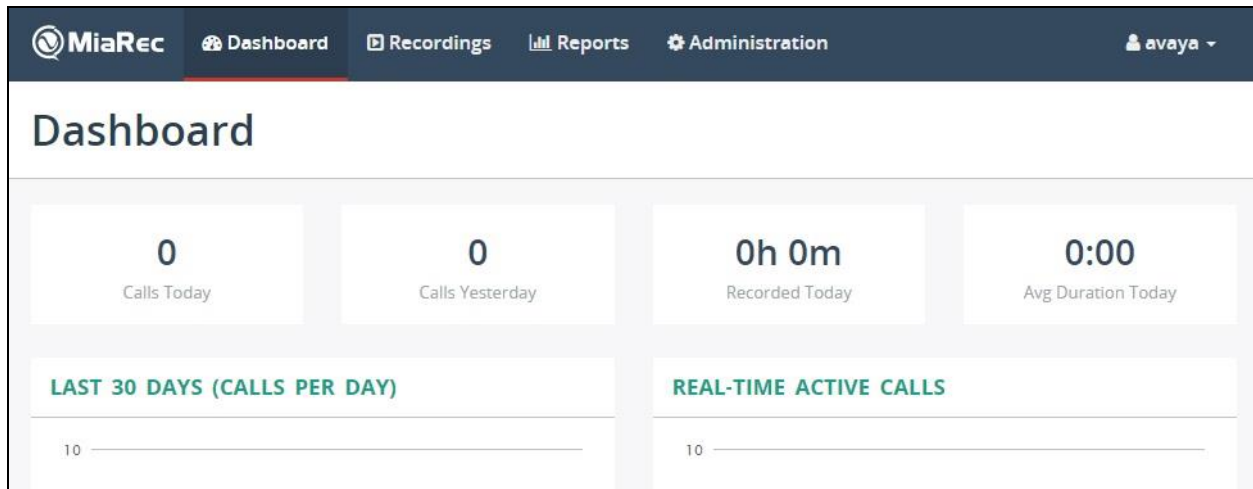 MiaRec Dashboard Recordings Reports Administration avaya
Dashboard
0 0 0h 0m 0:00
Calls Today Calls Yesterday Recorded Today Avg Duration Today
LAST 30 DAYS (CALLS PER DAY) REAL-TIME ACTIVE CALLS
10 10